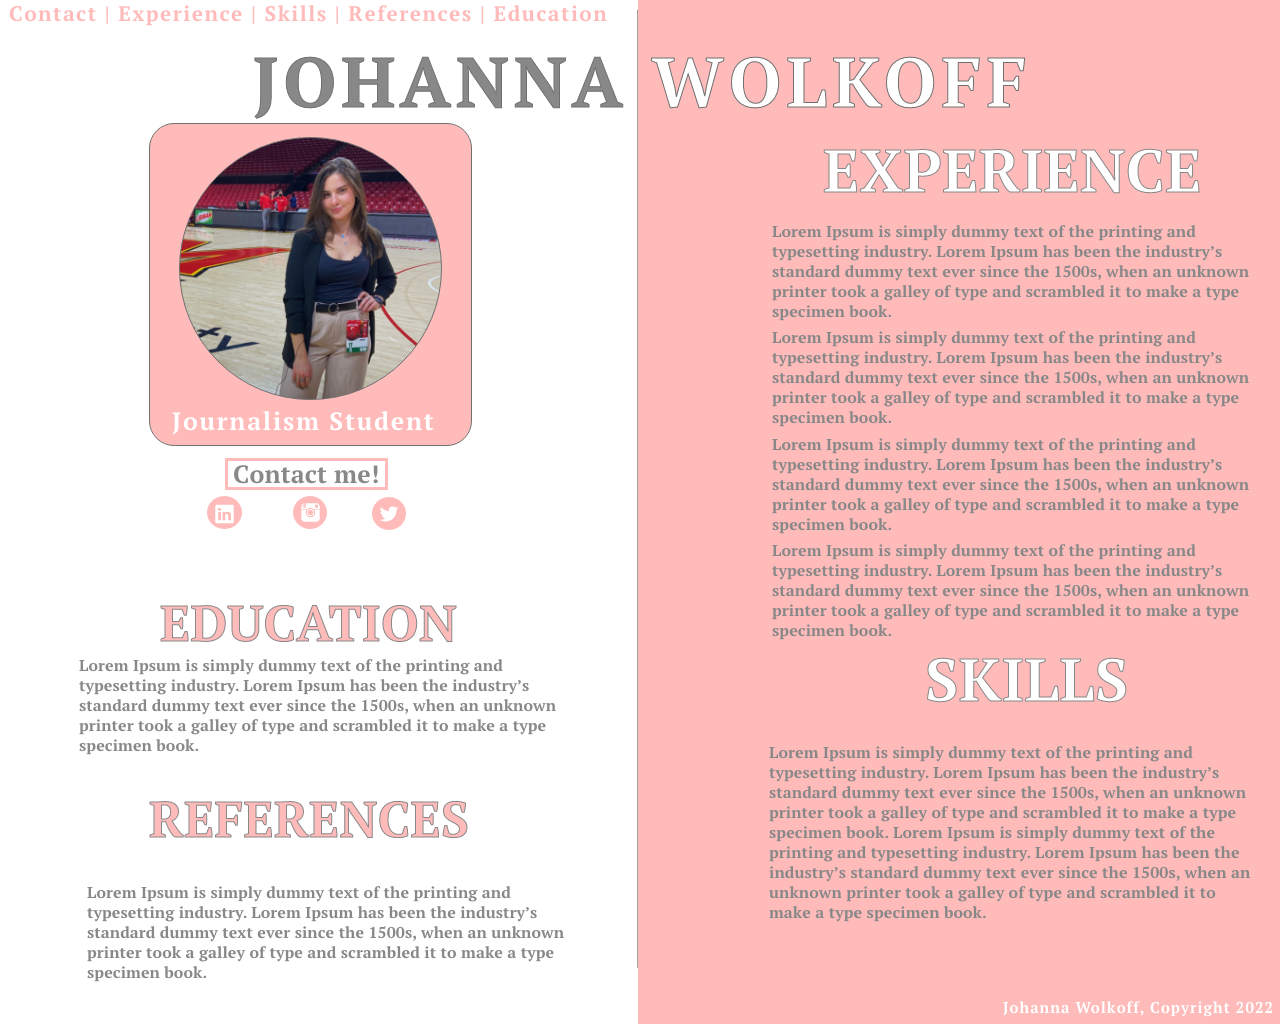 Contact | Experience | Skills | References | Education
JOHANNA WOLKOFF
Journalism Student
Contact me!
in
EDUCATION
Lorem Ipsum is simply dummy text of the printing and
typesetting industry. Lorem Ipsum has been the industry’s
standard dummy text ever since the 1500s, when an unknown
printer took a galley of type and scrambled it to make a type
specimen book.
REFERENCES
Lorem Ipsum is simply dummy text of the printing and
typesetting industry. Lorem Ipsum has been the industry’s
standard dummy text ever since the 1500s, when an unknown
printer took a galley of type and scrambled it to make a type
specimen book.
EXPERIENCE
Lorem Ipsum is simply dummy text of the printing and
typesetting industry. Lorem Ipsum has been the industry’s
standard dummy text ever since the 1500s, when an unknown
printer took a galley of type and scrambled it to make a type
specimen book.
Lorem Ipsum is simply dummy text of the printing and
typesetting industry. Lorem Ipsum has been the industry’s
standard dummy text ever since the 1500s, when an unknown
printer took a galley of type and scrambled it to make a type
specimen book.
Lorem Ipsum is simply dummy text of the printing and
typesetting industry. Lorem Ipsum has been the industry’s
standard dummy text ever since the 1500s, when an unknown
printer took a galley of type and scrambled it to make a type
specimen book.
Lorem Ipsum is simply dummy text of the printing and
typesetting industry. Lorem Ipsum has been the industry’s
standard dummy text ever since the 1500s, when an unknown
printer took a galley of type and scrambled it to make a type
specimen book.
SKILLS
Lorem Ipsum is simply dummy text of the printing and
typesetting industry. Lorem Ipsum has been the industry’s
standard dummy text ever since the 1500s, when an unknown
printer took a galley of type and scrambled it to make a type
specimen book. Lorem Ipsum is simply dummy text of the
printing and typesetting industry. Lorem Ipsum has been the
industry’s standard dummy text ever since the 1500s, when an
unknown printer took a galley of type and scrambled it to
make a type specimen book.
Johanna Wolkoff, Copyright 2022